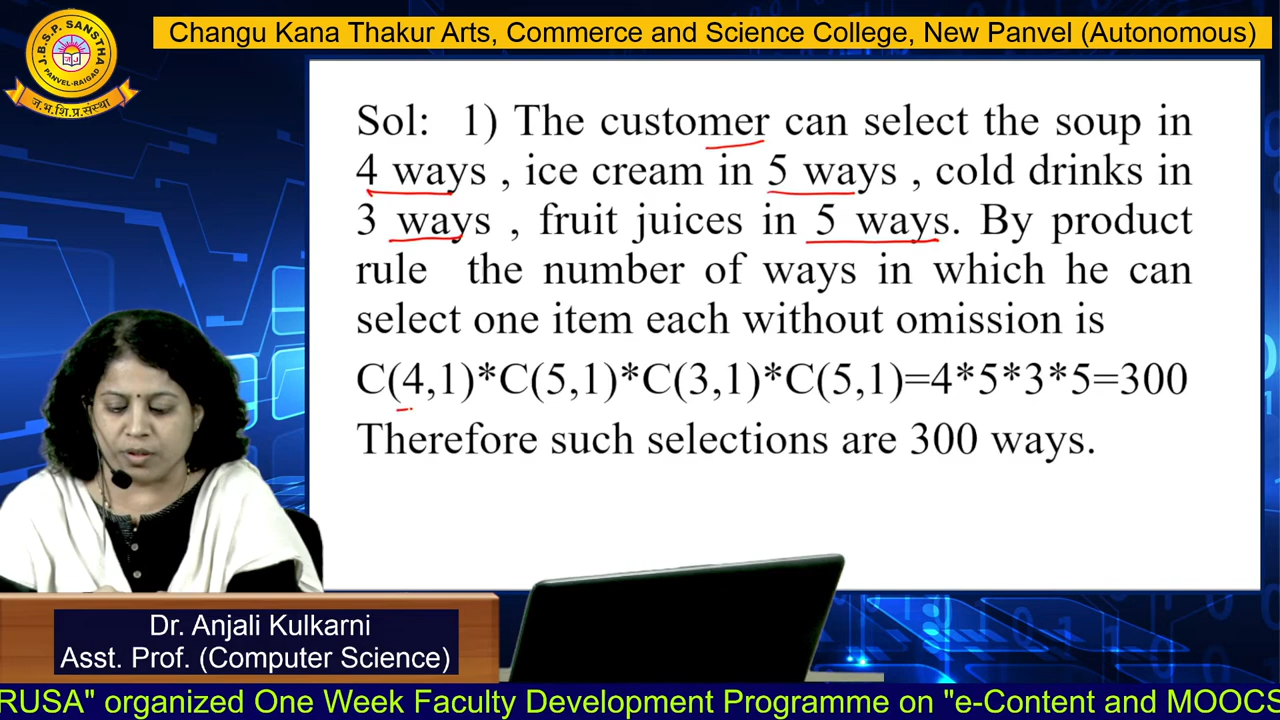 Changu Kana Thakur Arts, Commerce and Science College, New Panvel (Autonomous)
J.B.S.P. SANSTHA
PANVEL-RAIGAD
ज.भ.शि.प्र.संस्था
Sol: 1) The customer can select the soup in
4 ways , ice cream in 5 ways , cold drinks in
3 ways , fruit juices in 5 ways. By product
rule the number of ways in which he can
select one item each without omission is
C(4,1)*C(5,1)*C(3,1)*C(5,1)=4*5*3*5=300
Therefore such selections are 300 ways.
Dr. Anjali Kulkarni
Asst. Prof. (Computer Science)
RUSA" organized One Week Faculty Development Programme on "e-Content and MOOCS